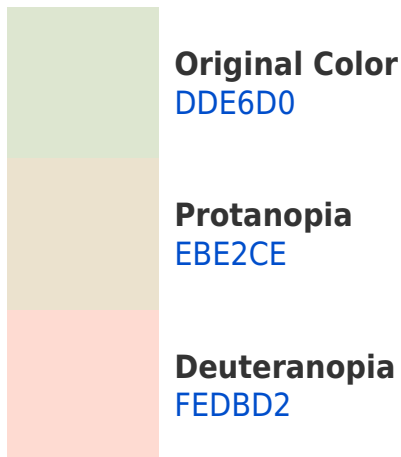 Original Color
DDE6D0
Protanopia
EBE2CE
Deuteranopia
FEDBD2